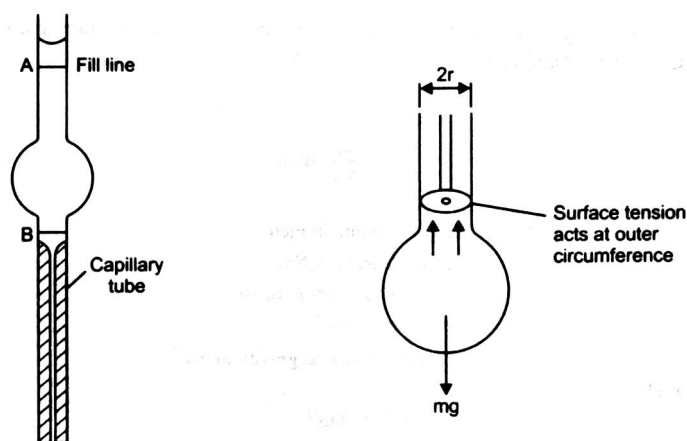 A
Fill line
B
Capillary
tube
2r
Surface tension
acts at outer
circumference
mg